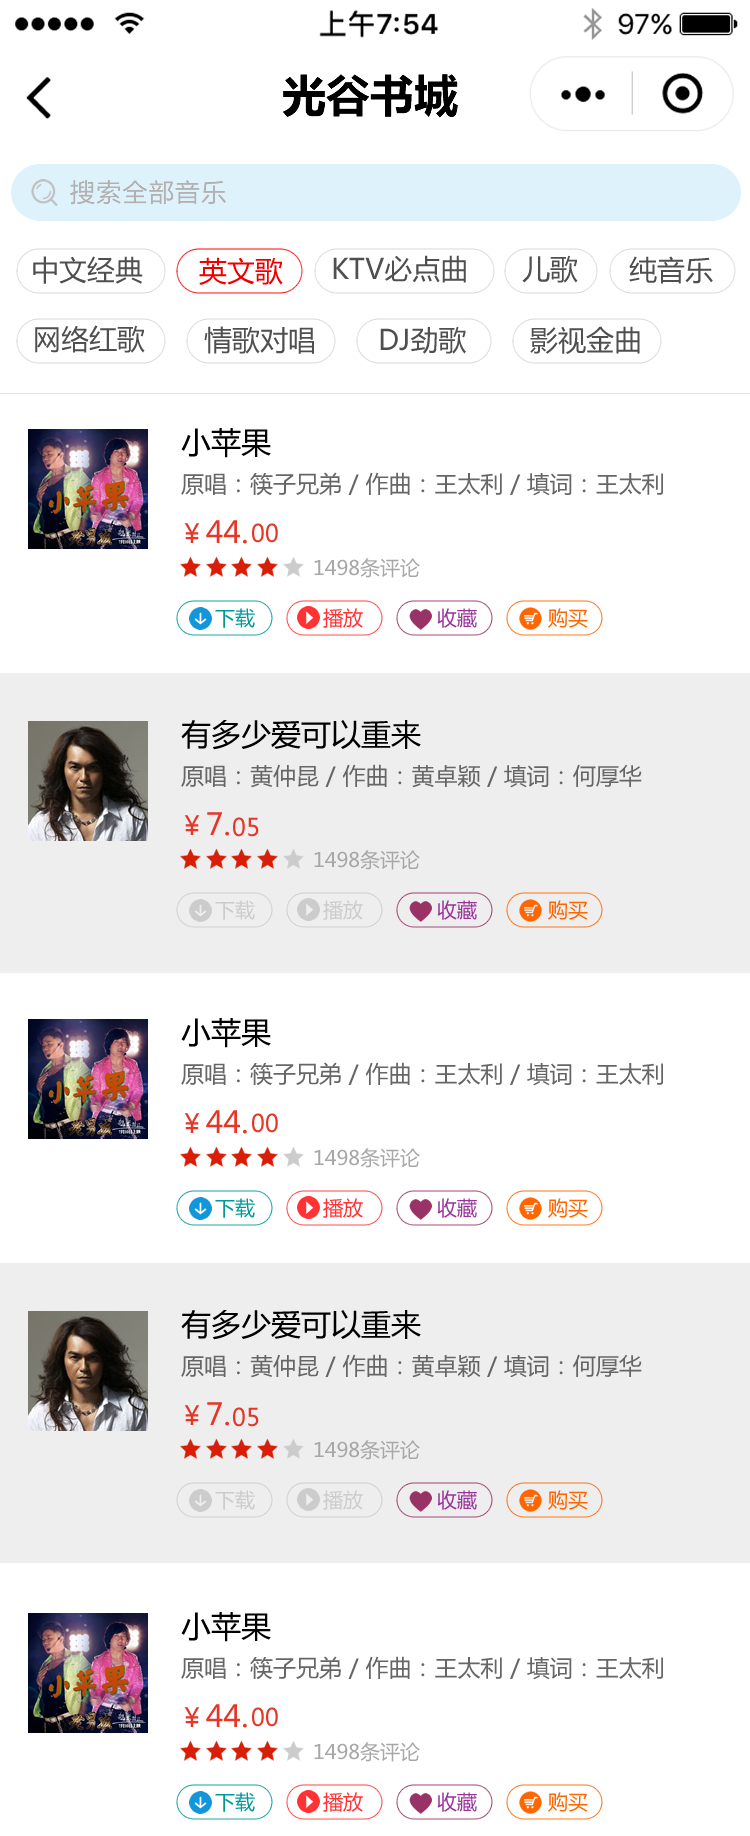 上午7:54
97%
光谷书城
搜索全部音乐
中文经典 英文歌 KTV必点曲 儿歌 纯音乐
网络红歌 情歌对唱 DJ劲歌 影视金曲
小苹果
小苹果
原唱：筷子兄弟 / 作曲：王太利 / 填词：王太利
¥44.00
1498条评论
下载 播放 收藏 购买
有多少爱可以重来
原唱：黄仲昆 / 作曲：黄卓颖 / 填词：何厚华
¥7.05
1498条评论
下载 播放 收藏 购买
小苹果
小苹果
原唱：筷子兄弟 / 作曲：王太利 / 填词：王太利
¥44.00
1498条评论
下载 播放 收藏 购买
有多少爱可以重来
原唱：黄仲昆 / 作曲：黄卓颖 / 填词：何厚华
¥7.05
1498条评论
下载 播放 收藏 购买
小苹果
小苹果
原唱：筷子兄弟 / 作曲：王太利 / 填词：王太利
¥44.00
1498条评论
下载 播放 收藏 购买